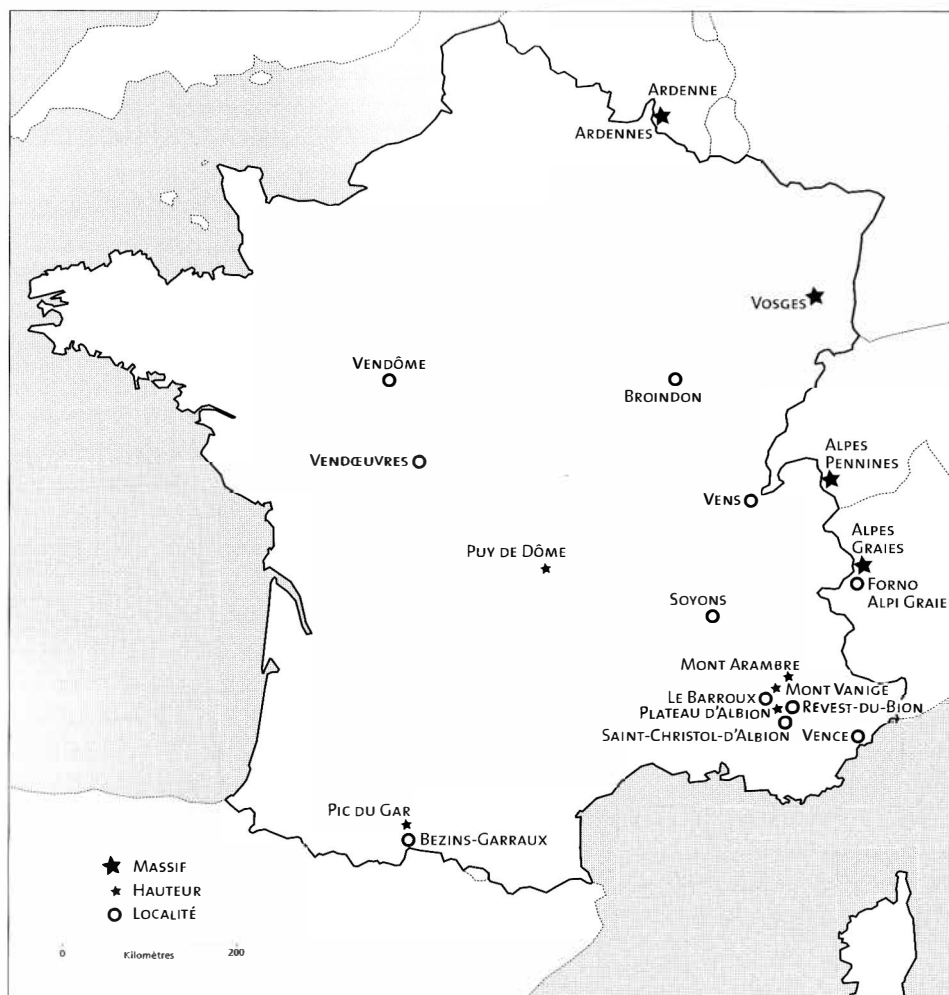 ARDENNE
ARDENNES
VOSGES
VENDÔME
BROINDON
VENDŒUVRES
ALPES
PENNINES
VENS
ALPES
GRAIES
PUY DE DÔME
FORNO
ALPI GRAIE
SOYONS
MONT ARAMBRE
MONT VANIGE
LE BARROUX
REVEST-DU-BION
PLATEAU D'ALBION
SAINT-CHRISTOL-D'ALBION
VENCE
PIC DU GAR
BEZINS-GARRAUX
MASSIF
HAUTEUR
LOCALITÉ
0 Kilomètres 200